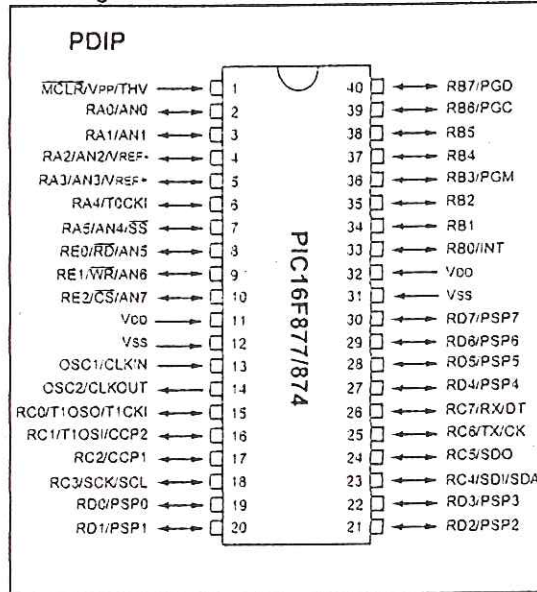 PDIP
MCLR/VPP/THV 1
RA0/AN0 2
RA1/AN1 3
RA2/AN2/VREF- 4
RA3/AN3/VREF+ 5
RA4/T0CKI 6
RA5/AN4/SS 7
RE0/RD/AN5 8
RE1/WR/AN6 9
RE2/CS/AN7 10
VDD 11
VSS 12
OSC1/CLKIN 13
OSC2/CLKOUT 14
RC0/T1OSO/T1CKI 15
RC1/T1OSI/CCP2 16
RC2/CCP1 17
RC3/SCK/SCL 18
RD0/PSP0 19
RD1/PSP1 20
PIC16F877/874
40 RB7/PGD
39 RB6/PGC
38 RB5
37 RB4
36 RB3/PGM
35 RB2
34 RB1
33 RB0/INT
32 VDD
31 VSS
30 RD7/PSP7
29 RD6/PSP6
28 RD5/PSP5
27 RD4/PSP4
26 RC7/RX/DT
25 RC6/TX/CK
24 RC5/SDO
23 RC4/SDI/SDA
22 RD3/PSP3
21 RD2/PSP2